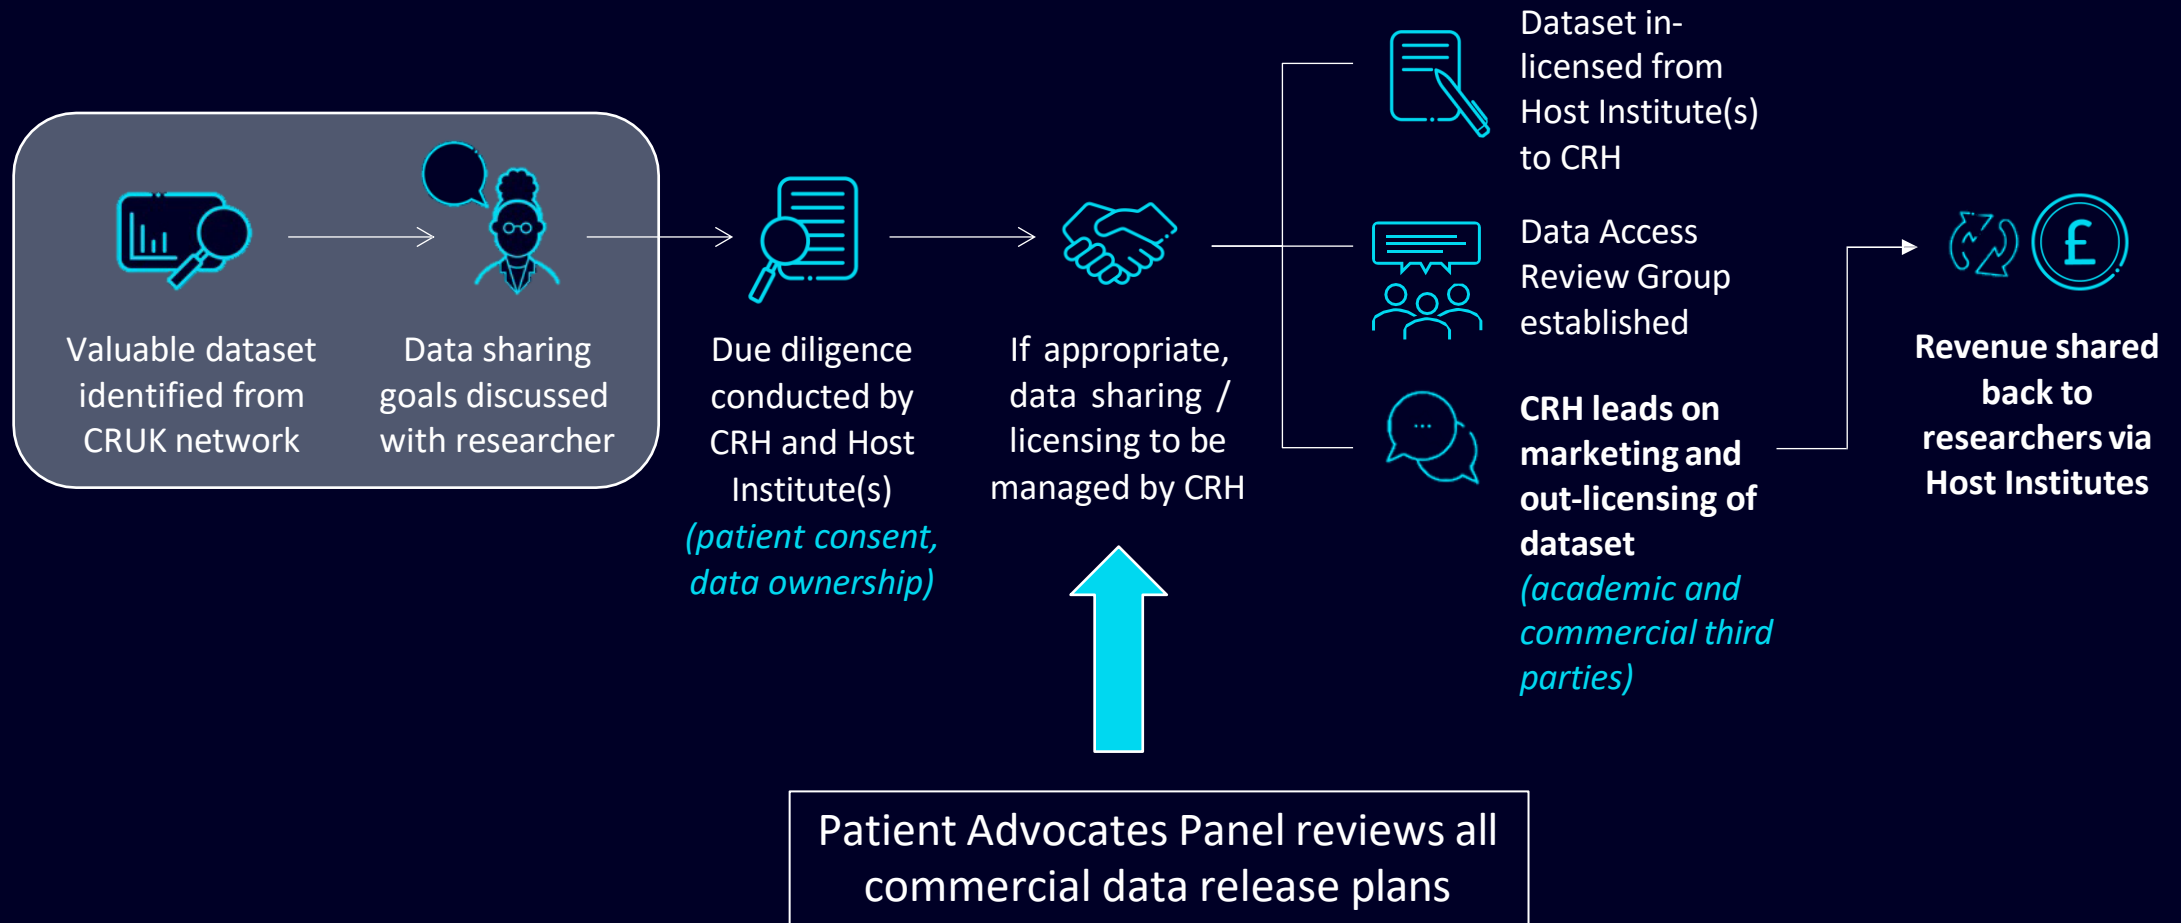 Valuable dataset
identified from
CRUK network
Data sharing
goals discussed
with researcher
Due diligence
conducted by
CRH and Host
Institute(s)
(patient consent,
data ownership)
If appropriate,
data sharing /
licensing to be
managed by CRH
Dataset in-
licensed from
Host Institute(s)
to CRH
Data Access
Review Group
established
CRH leads on
marketing and
out-licensing of
dataset
(academic and
commercial third
parties)
£
Revenue shared
back to
researchers via
Host Institutes
Patient Advocates Panel reviews all
commercial data release plans